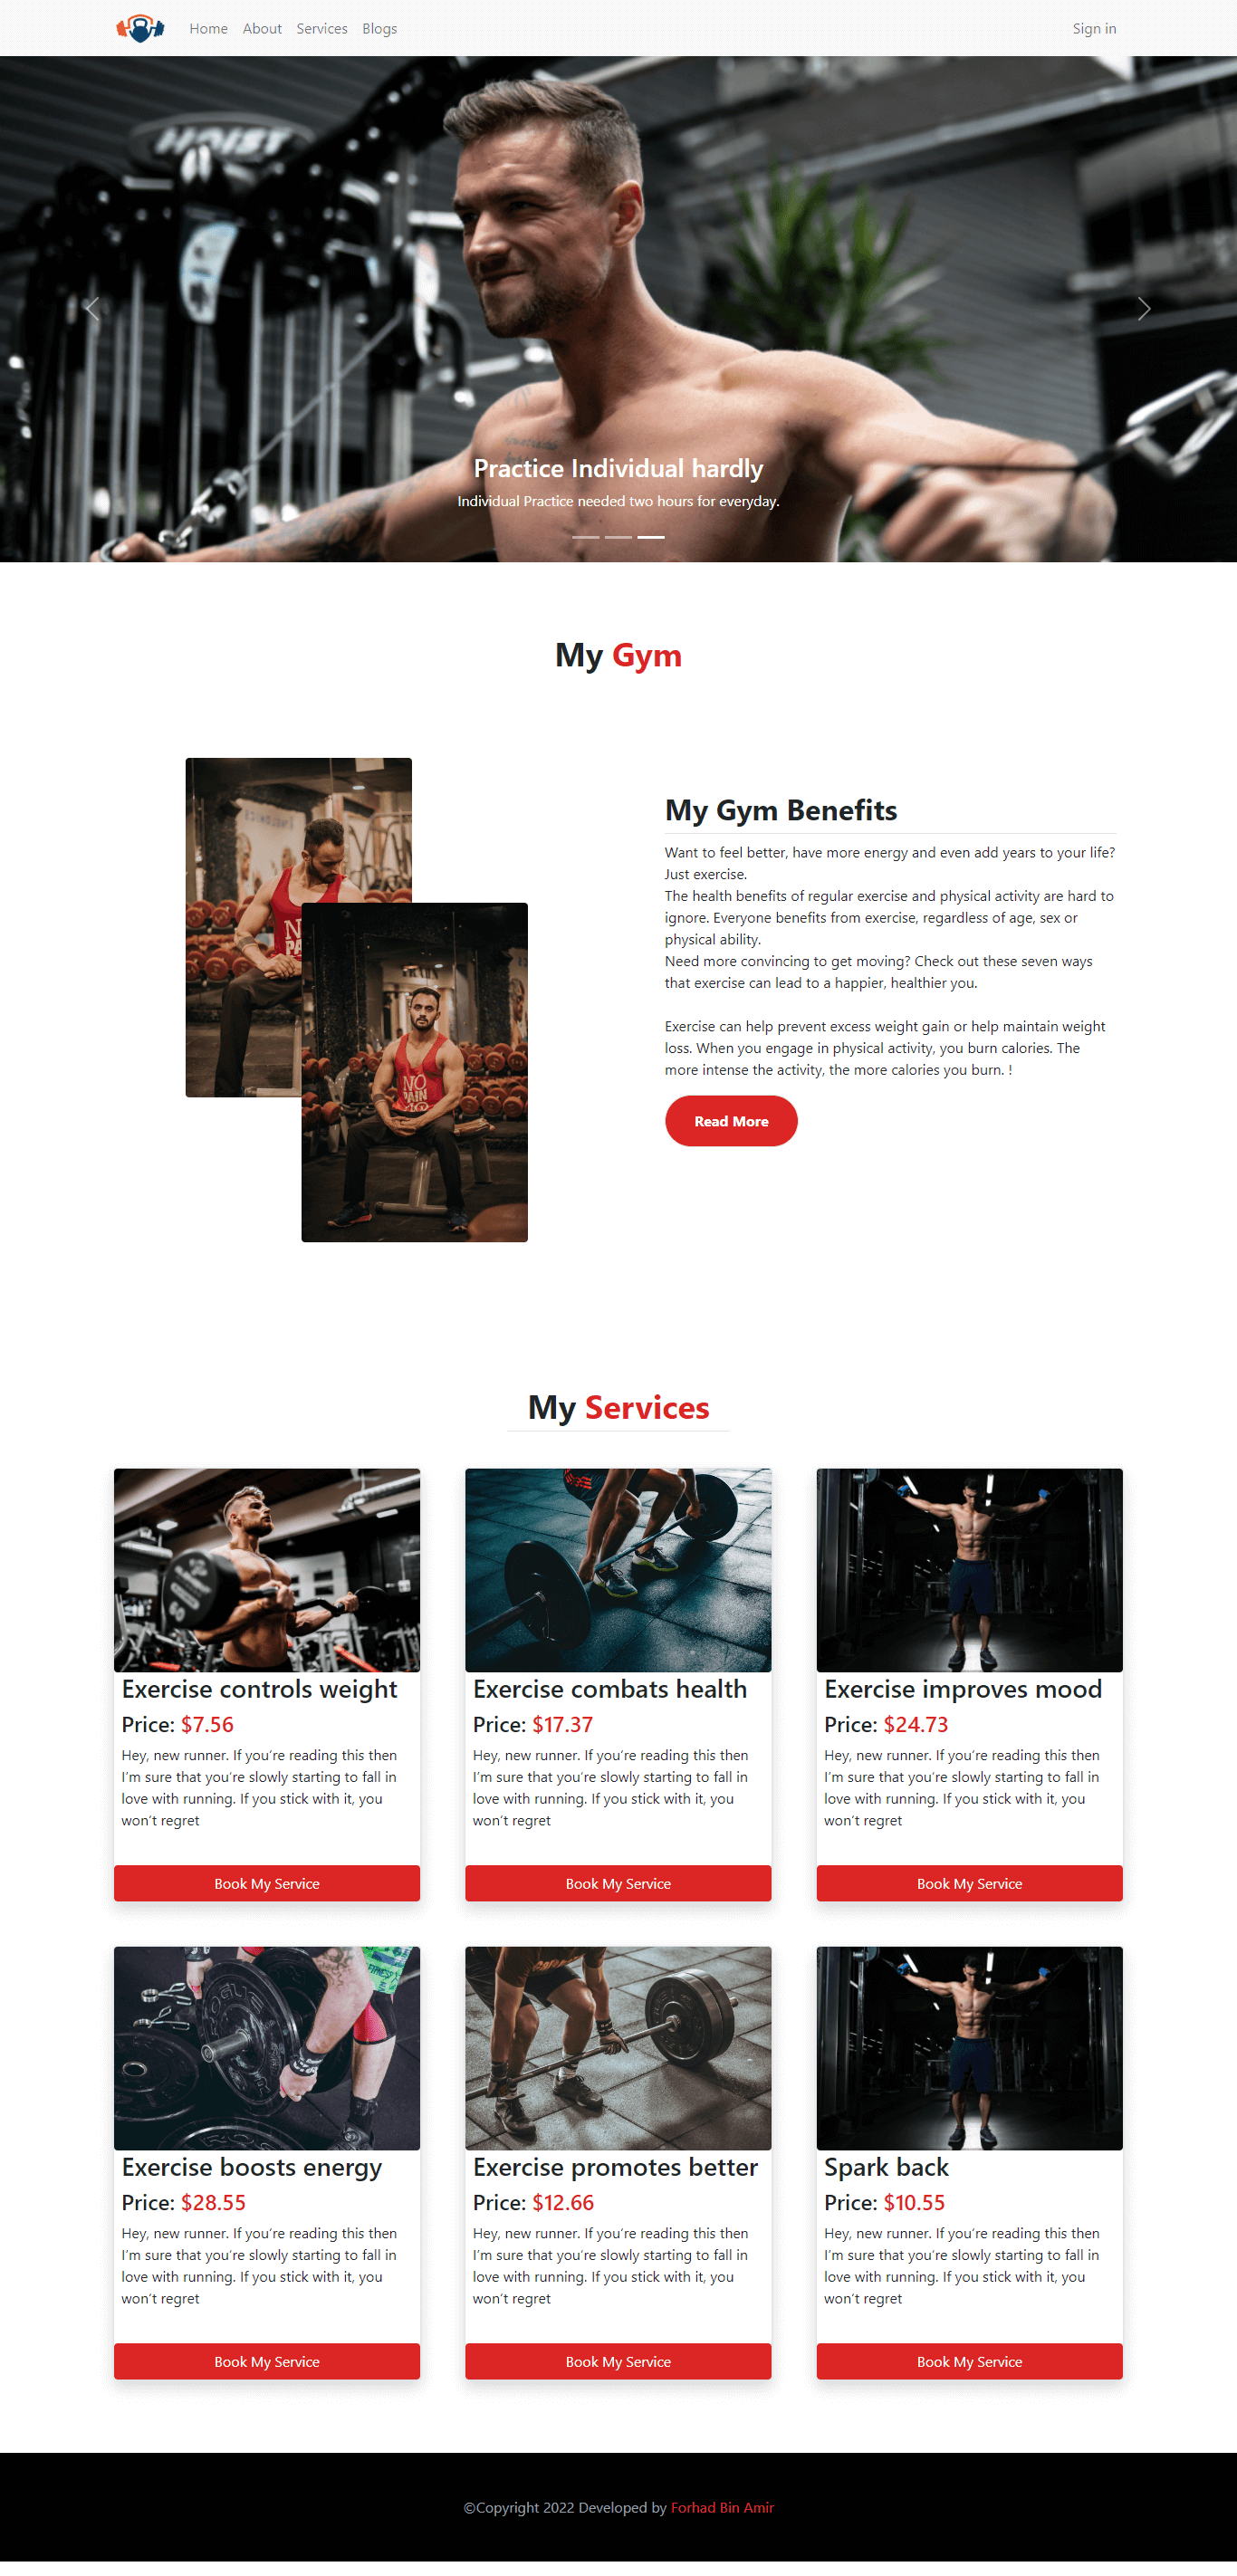 Home About Services Blogs Sign in
HOIST
Practice Individual hardly
Individual Practice needed two hours for everyday.
My Gym
My Gym Benefits
Want to feel better, have more energy and even add years to your life?
Just exercise.
The health benefits of regular exercise and physical activity are hard to
ignore. Everyone benefits from exercise, regardless of age, sex or
physical ability.
Need more convincing to get moving? Check out these seven ways
that exercise can lead to a happier, healthier you.
Exercise can help prevent excess weight gain or help maintain weight
loss. When you engage in physical activity, you burn calories. The
more intense the activity, the more calories you burn. !
Read More
NO
PAIN
My Services
Exercise controls weight
Price: $7.56
Hey, new runner. If you’re reading this then
I’m sure that you’re slowly starting to fall in
love with running. If you stick with it, you
won’t regret
Book My Service
Exercise combats health
Price: $17.37
Hey, new runner. If you’re reading this then
I’m sure that you’re slowly starting to fall in
love with running. If you stick with it, you
won’t regret
Book My Service
Exercise improves mood
Price: $24.73
Hey, new runner. If you’re reading this then
I’m sure that you’re slowly starting to fall in
love with running. If you stick with it, you
won’t regret
Book My Service
ROGUE
Exercise boosts energy
Price: $28.55
Hey, new runner. If you’re reading this then
I’m sure that you’re slowly starting to fall in
love with running. If you stick with it, you
won’t regret
Book My Service
Exercise promotes better
Price: $12.66
Hey, new runner. If you’re reading this then
I’m sure that you’re slowly starting to fall in
love with running. If you stick with it, you
won’t regret
Book My Service
Spark back
Price: $10.55
Hey, new runner. If you’re reading this then
I’m sure that you’re slowly starting to fall in
love with running. If you stick with it, you
won’t regret
Book My Service
©Copyright 2022 Developed by Forhad Bin Amir